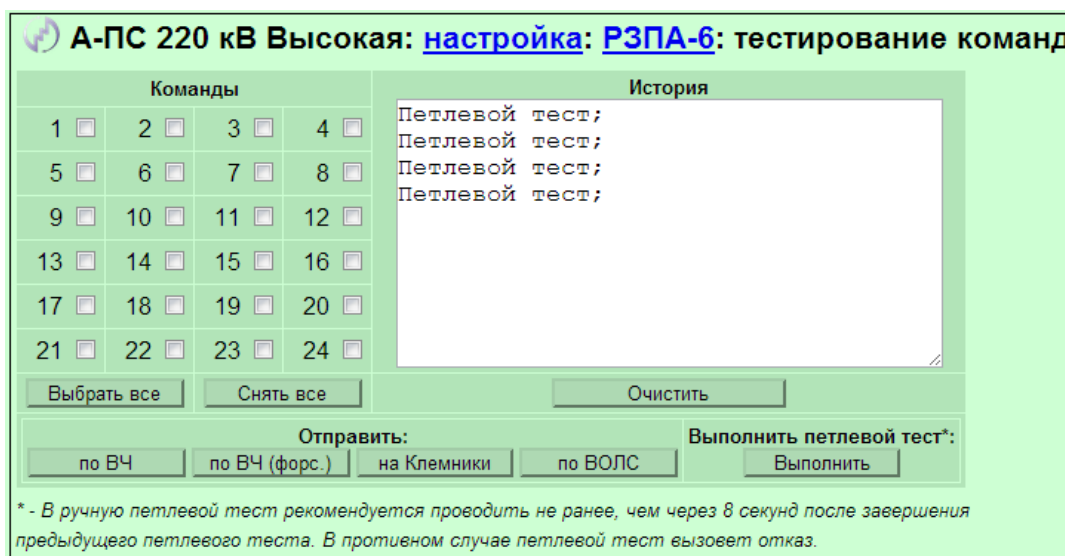 А-ПС 220 кВ Высокая: настройка: РЗПА-6: тестирование команд
Команды
История
1 2 3 4
5 6 7 8
9 10 11 12
13 14 15 16
17 18 19 20
21 22 23 24
Петлевой тест;
Петлевой тест;
Петлевой тест;
Петлевой тест;
Выбрать все Снять все Очистить
Отправить: Выполнить петлевой тест*:
по ВЧ по ВЧ (форс.) на Клемники по ВОЛС Выполнить
* - В ручную петлевой тест рекомендуется проводить не ранее, чем через 8 секунд после завершения
предыдущего петлевого теста. В противном случае петлевой тест вызовет отказ.